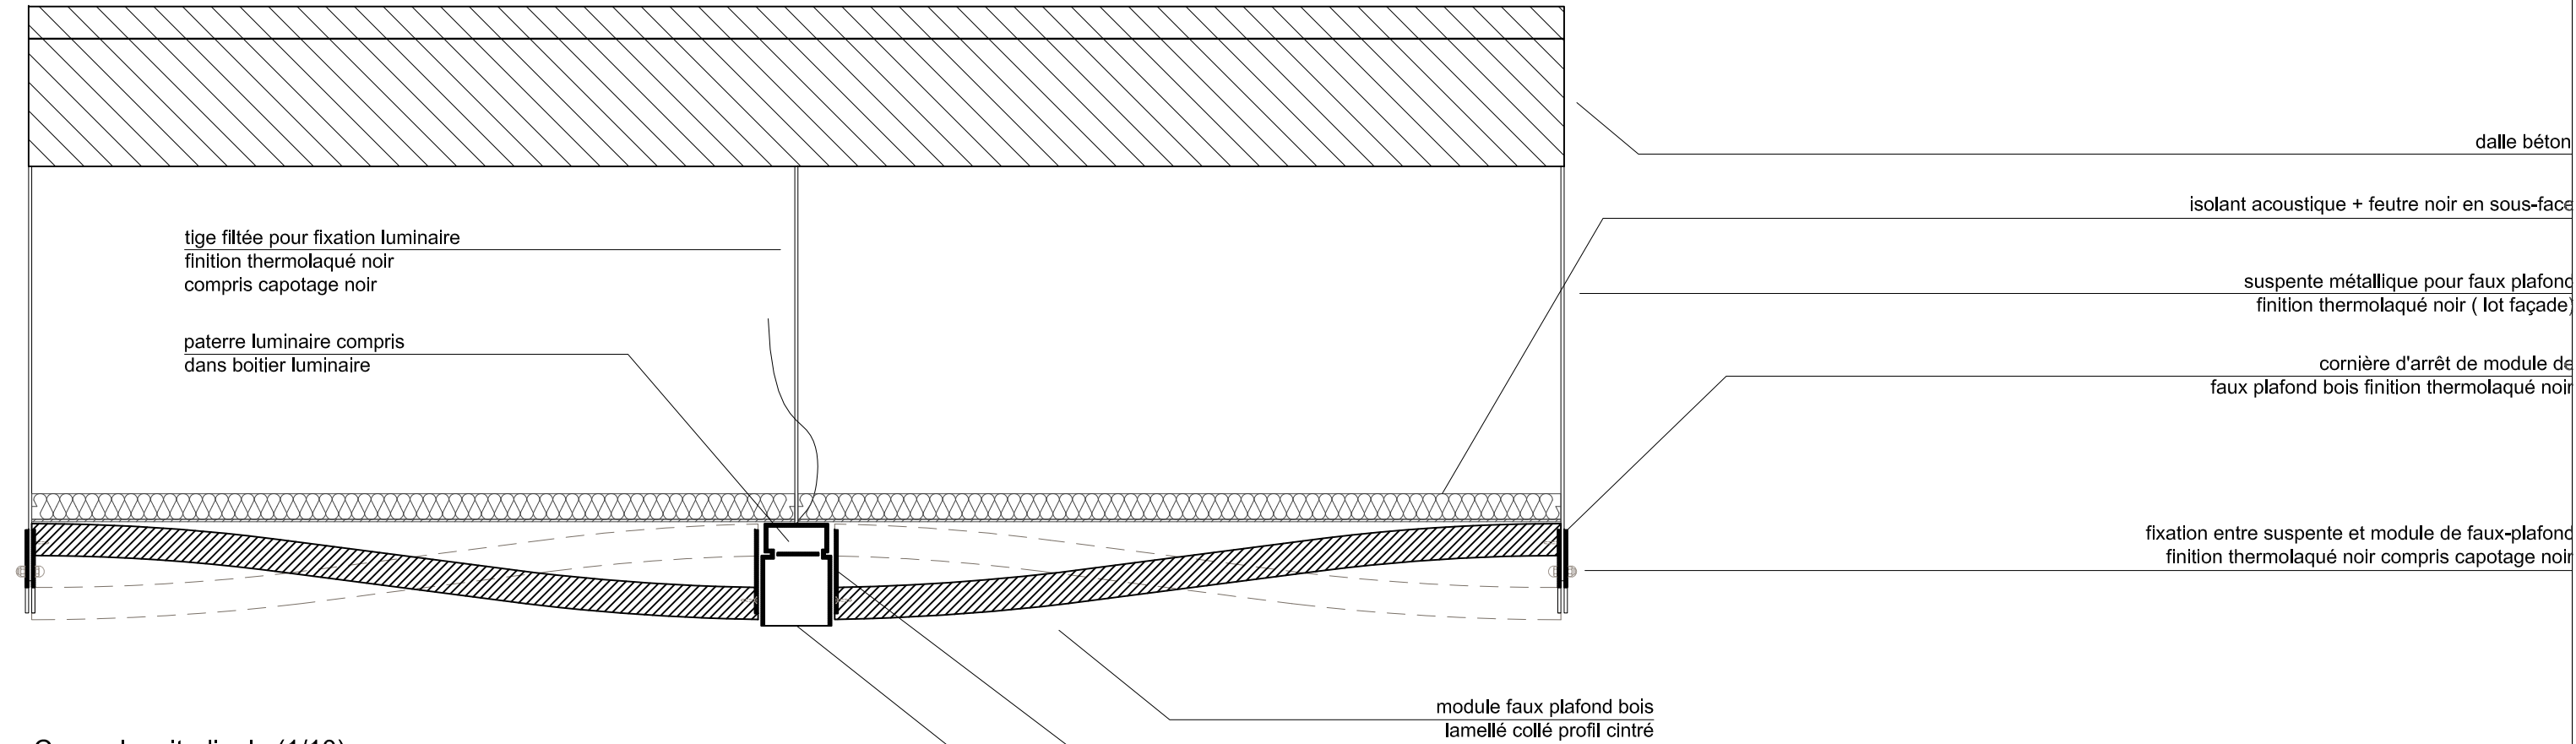 dalle béton
isolant acoustique + feutre noir en sous-face
tige filtée pour fixation luminaire
finition thermolaqué noir
compris capotage noir
suspente métallique pour faux plafond
finition thermolaqué noir ( lot façade)
paterre luminaire compris
dans boitier luminaire
cornière d'arrêt de module de
faux plafond bois finition thermolaqué noir
fixation entre suspente et module de faux-plafond
finition thermolaqué noir compris capotage noir
module faux plafond bois
lamellé collé profil cintré